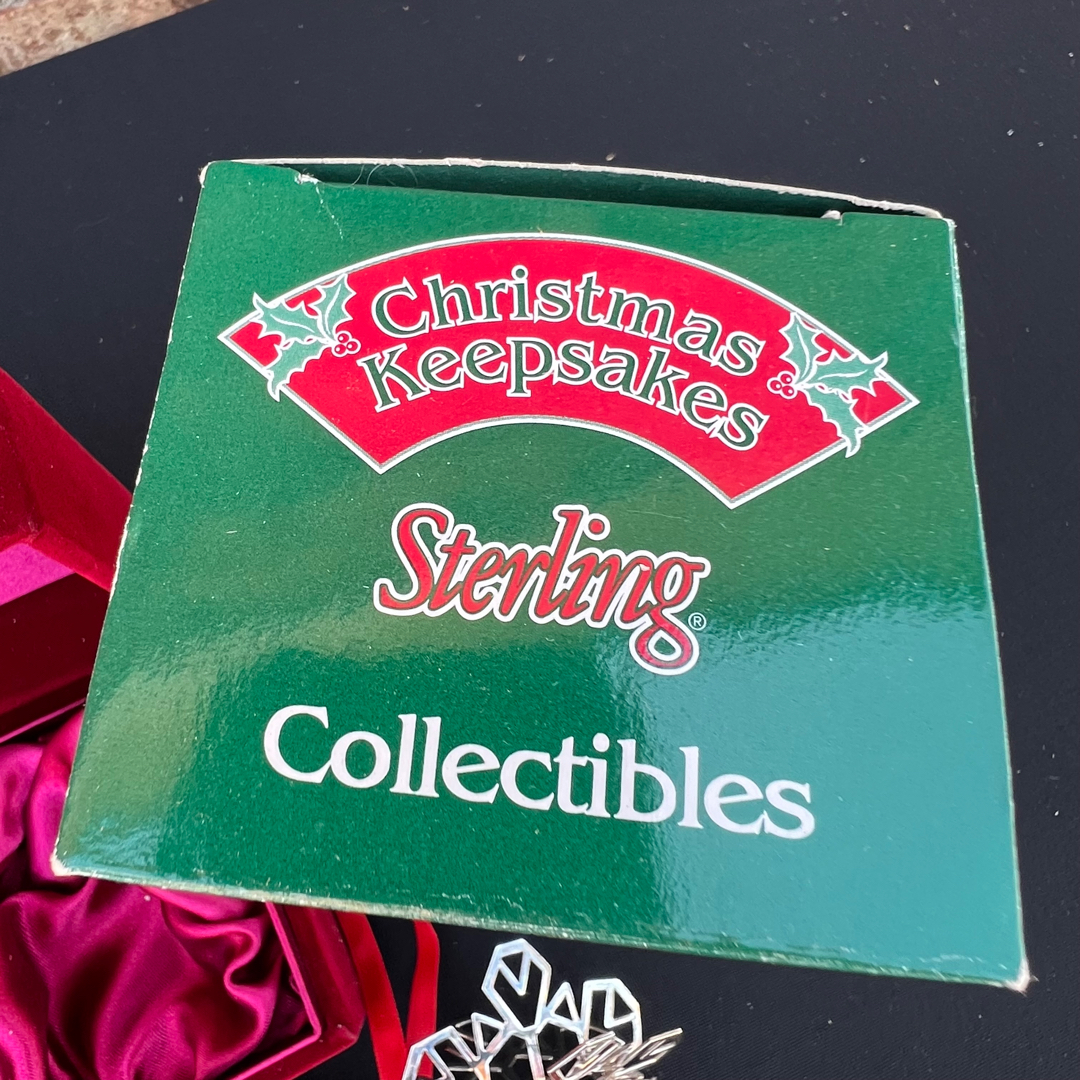 Christmas
Keepsakes
Sterling®
Collectibles